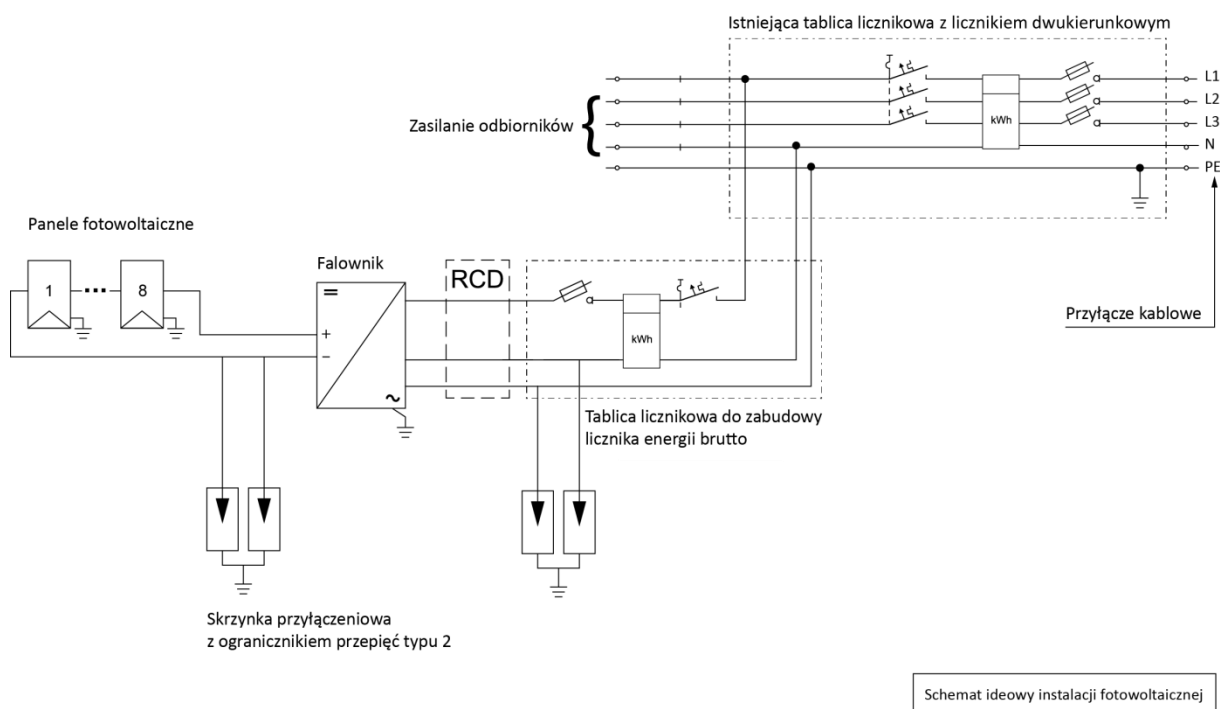 Istniejąca tablica licznikowa z licznikiem dwukierunkowym
L1
L2
L3
N
PE
kWh
Zasilanie odbiorników
Panele fotowoltaiczne
1
8
Falownik
RCD
kWh
Przyłącze kablowe
Tablica licznikowa do zabudowy
licznika energii brutto
Skrzynka przyłączeniowa
z ogranicznikiem przepięć typu 2
Schemat ideowy instalacji fotowoltaicznej